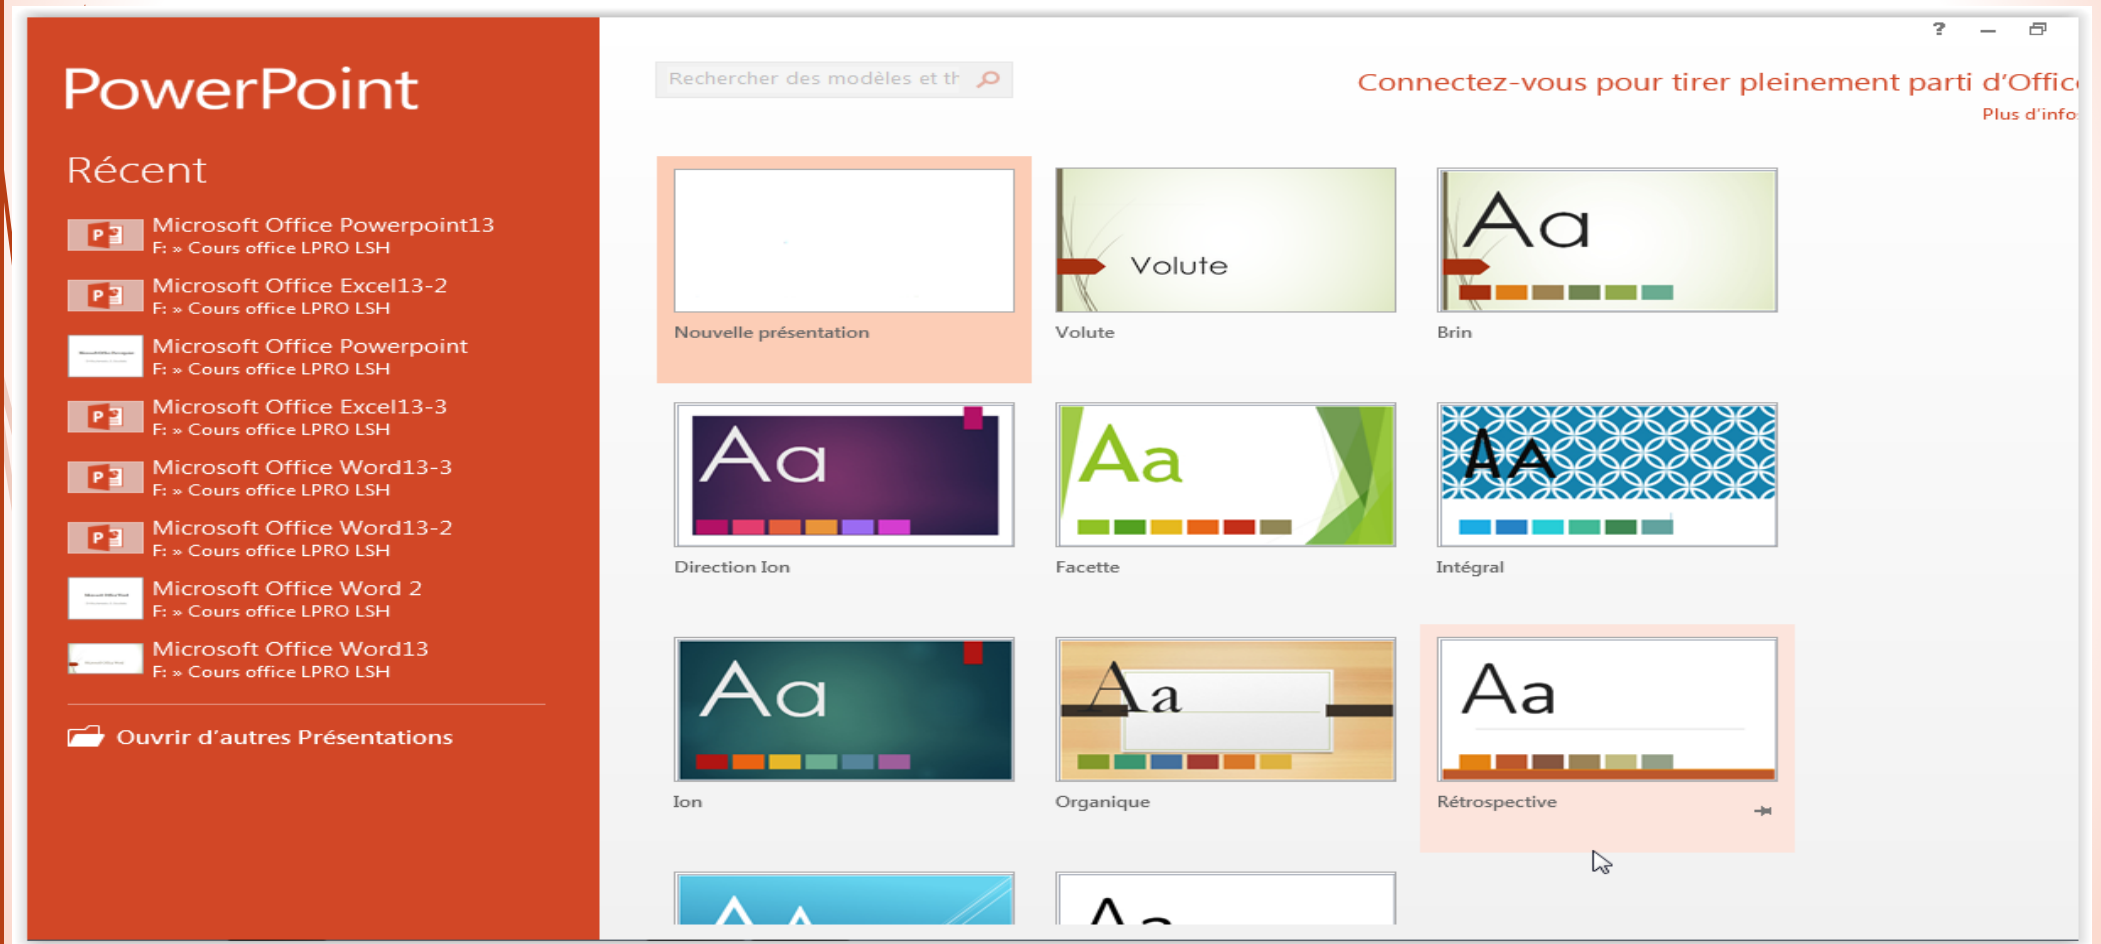 ?
PowerPoint
Rechercher des modèles et th
Connectez-vous pour tirer pleinement parti d'Offic
Plus d'info
Récent
Microsoft Office Powerpoint13
F: » Cours office LPRO LSH
Microsoft Office Excel13-2
F: » Cours office LPRO LSH
Microsoft Office Powerpoint
F: » Cours office LPRO LSH
Microsoft Office Excel13-3
F: » Cours office LPRO LSH
Microsoft Office Word13-3
F: » Cours office LPRO LSH
Microsoft Office Word13-2
F: » Cours office LPRO LSH
Microsoft Office Word 2
F: » Cours office LPRO LSH
Microsoft Office Word13
F: » Cours office LPRO LSH
Ouvrir d'autres Présentations
Nouvelle présentation
Volute
Volute
Aa
Brin
Aa
Direction Ion
Aa
Facette
AA
Intégral
Aa
Ion
Aa
Organique
Aa
Rétrospective
AA
Aa